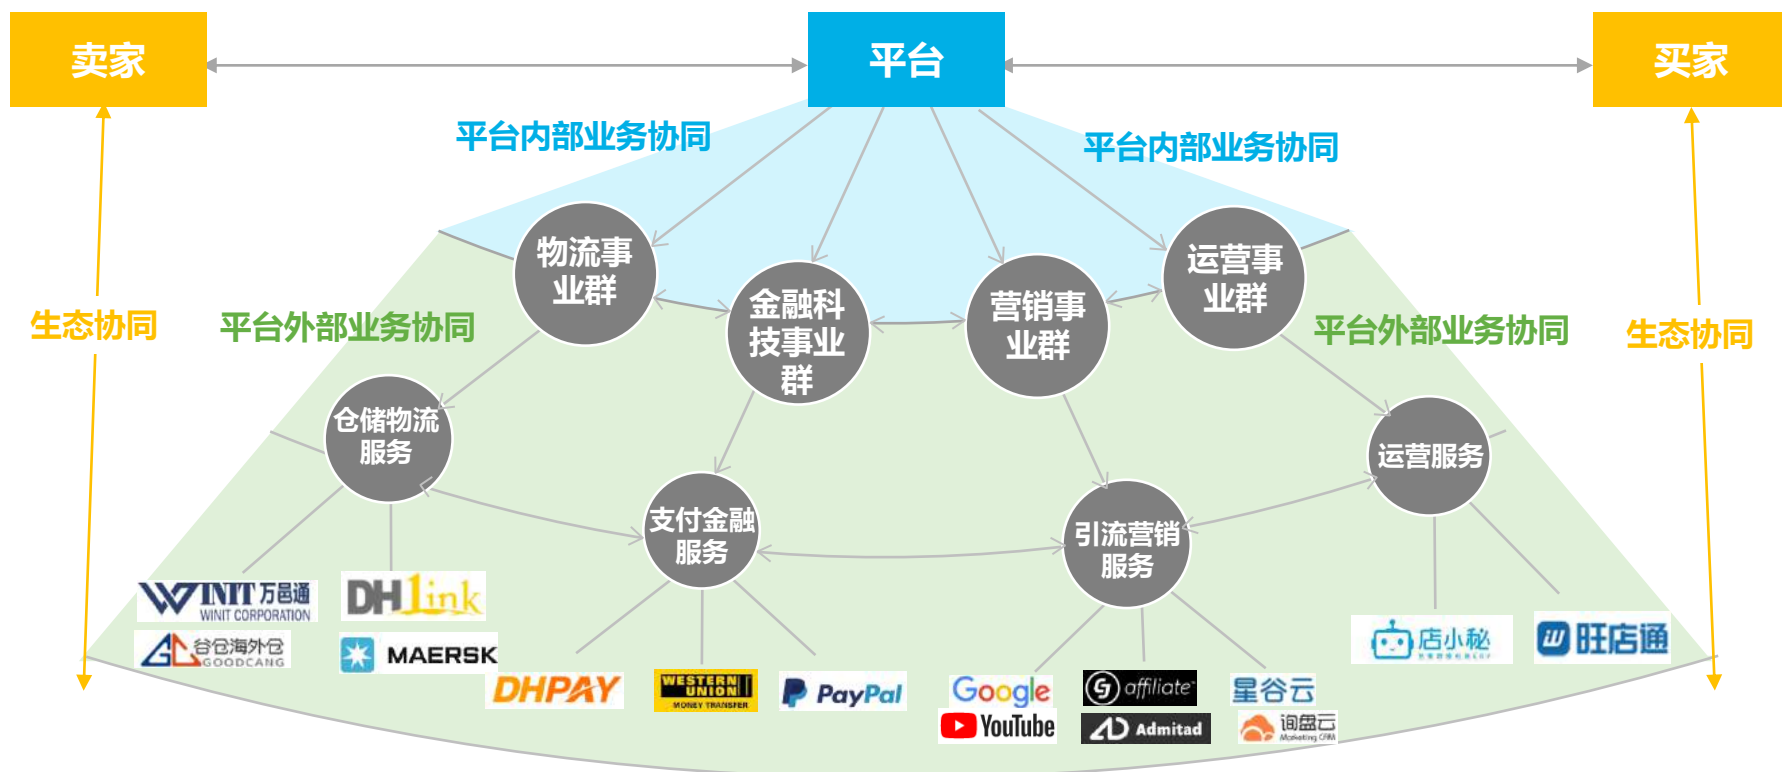 卖家
平台
买家
平台内部业务协同
平台内部业务协同
物流事
业群
金融科
技事业
群
营销事
业群
运营事
业群
生态协同
平台外部业务协同
平台外部业务协同
生态协同
仓储物流
服务
支付金融
服务
引流营销
服务
运营服务
WINIT 万邑通
WINIT CORPORATION
DHLink
谷仓海外仓
GOODCANG
MAERSK
DHPAY
WESTERN
UNION
MONEY TRANSFER
PayPal
Google
YouTube
affiliate
Admitad
星谷云
询盘云
Marketing CRM
店小秘
旺店通